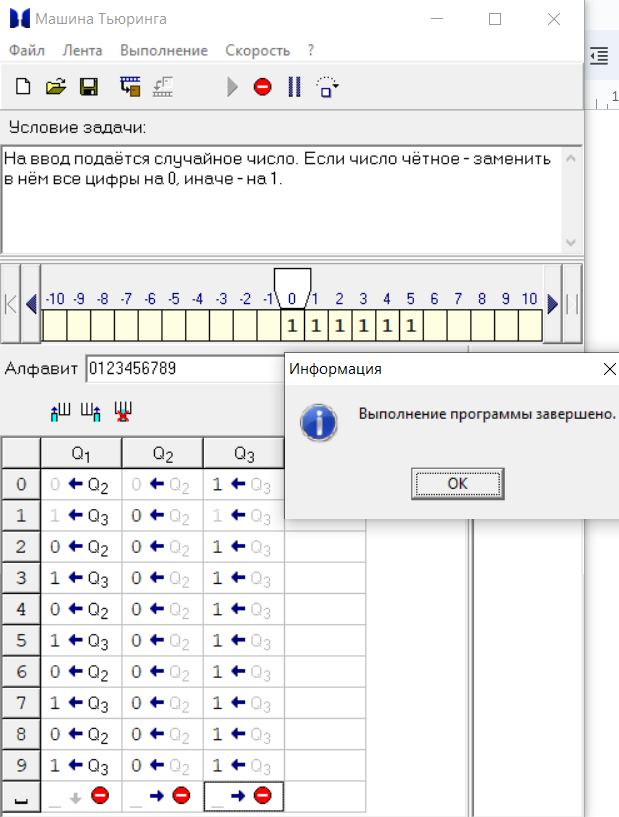 Машина Тьюринга
Файл Лента Выполнение Скорость ?
1
Условие задачи:
На ввод подаётся случайное число. Если число чётное - заменить
в нём все цифры на 0, иначе - на 1.
-10 -9 -8 -7 -6 -5 -4 -3 -2 -1 0 1 2 3 4 5 6 7 8 9 10
1 1 1 1 1 1
Алфавит 0123456789
Информация
Выполнение программы завершено.
OK
Q1 Q2 Q3
0 0 ← Q2 0 ← Q2 1 ← Q3
1 1 ← Q3 0 ← Q2 1 ← Q3
2 0 ← Q2 0 ← Q2 1 ← Q3
3 1 ← Q3 0 ← Q2 1 ← Q3
4 0 ← Q2 0 ← Q2 1 ← Q3
5 1 ← Q3 0 ← Q2 1 ← Q3
6 0 ← Q2 0 ← Q2 1 ← Q3
7 1 ← Q3 0 ← Q2 1 ← Q3
8 0 ← Q2 0 ← Q2 1 ← Q3
9 1 ← Q3 0 ← Q2 1 ← Q3
␣ _ ↓ _ → _ →